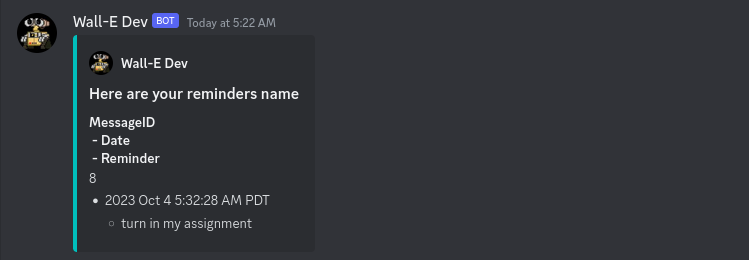 Wall-E Dev BOT Today at 5:22 AM
Wall-E Dev
Here are your reminders name
MessageID
- Date
- Reminder
8
• 2023 Oct 4 5:32:28 AM PDT
◦ turn in my assignment